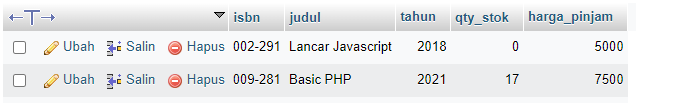 isbn judul tahun qty_stok harga_pinjam
Ubah Salin Hapus 002-291 Lancar Javascript 2018 0 5000
Ubah Salin Hapus 009-281 Basic PHP 2021 17 7500